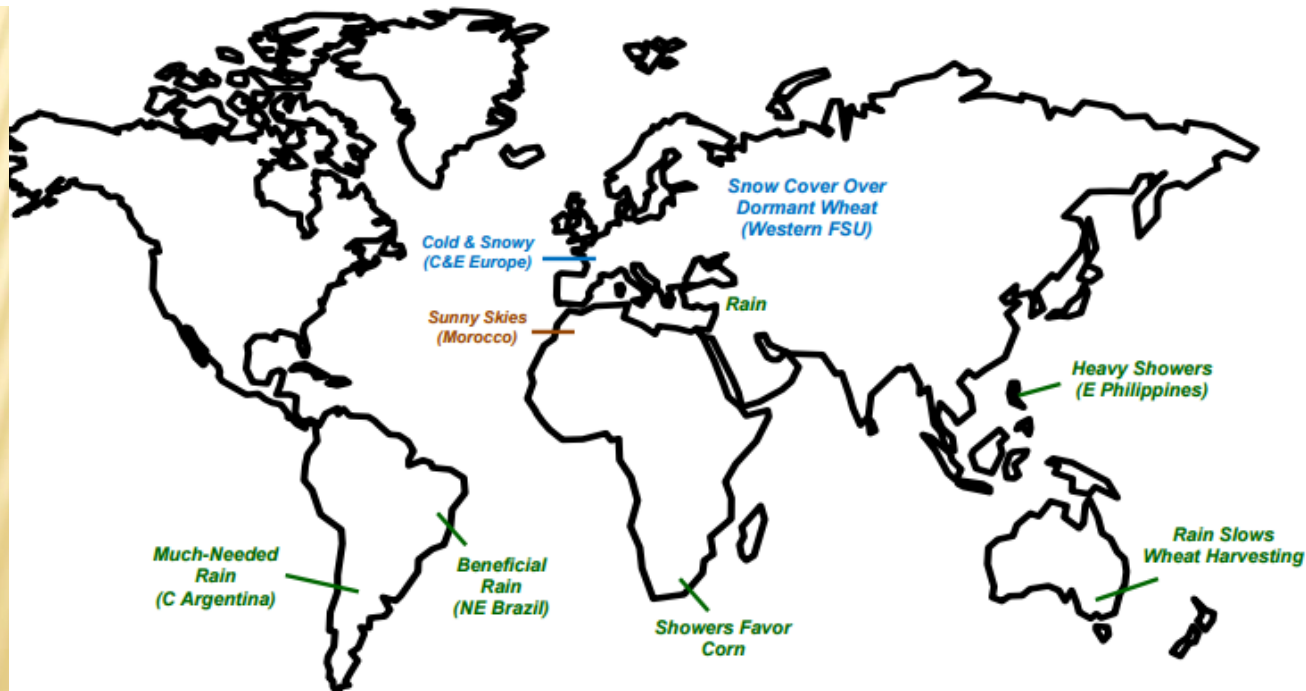 Snow Cover Over
Dormant Wheat
(Western FSU)
Cold & Snowy
(C&E Europe)
Rain
Sunny Skies
(Morocco)
Heavy Showers
(E Philippines)
Much-Needed
Rain
(C Argentina)
Beneficial
Rain
(NE Brazil)
Showers Favor
Corn
Rain Slows
Wheat Harvesting